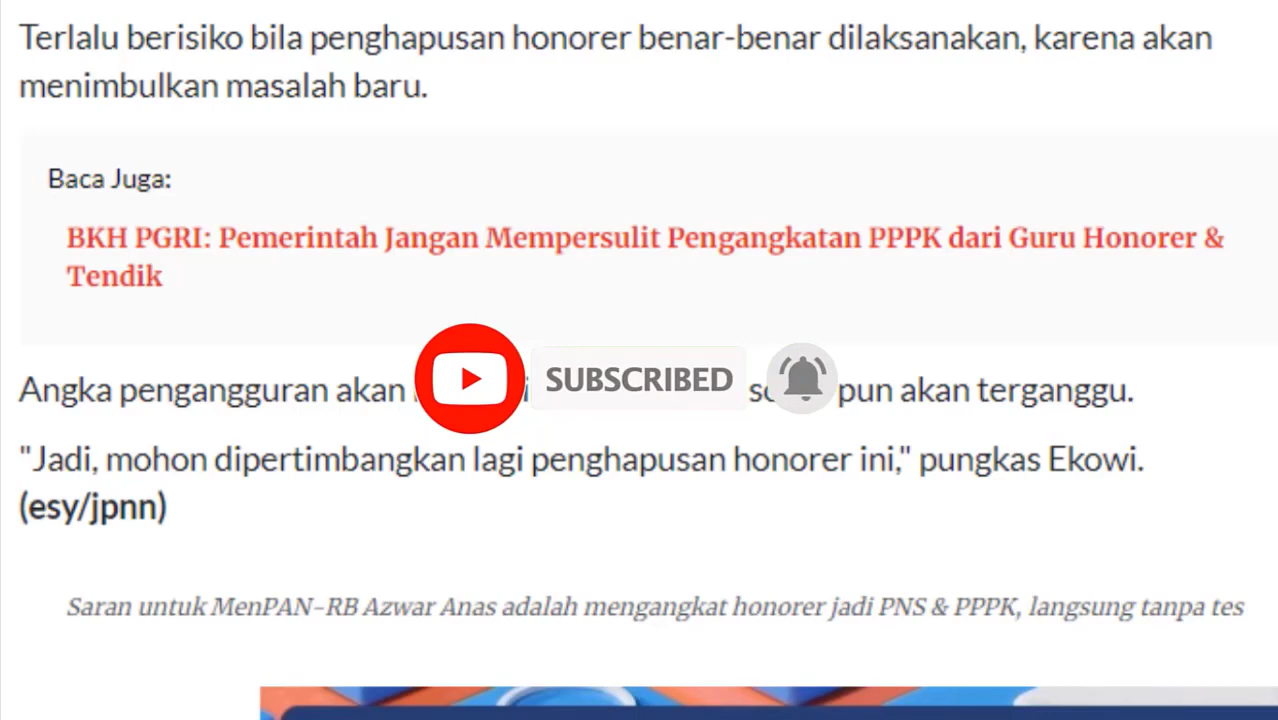 Terlalu berisiko bila penghapusan honorer benar-benar dilaksanakan, karena akan
menimbulkan masalah baru.
Baca Juga:
BKH PGRI: Pemerintah Jangan Mempersulit Pengangkatan PPPK dari Guru Honorer &
Tendik
Angka pengangguran akan pun akan terganggu.
SUBSCRIBED
"Jadi, mohon dipertimbangkan lagi penghapusan honorer ini," pungkas Ekowi.
(esy/jpnn)
Saran untuk MenPAN-RB Azwar Anas adalah mengangkat honorer jadi PNS & PPPK, langsung tanpa tes